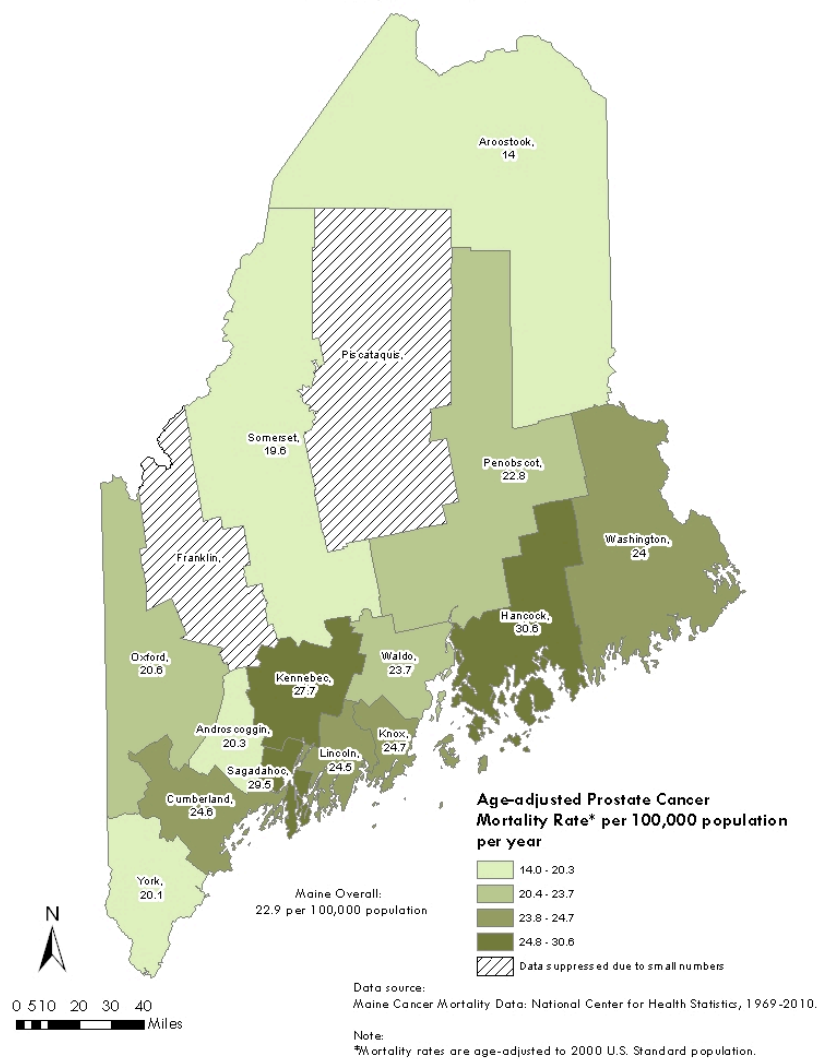 Aroostook,
14
Piscataquis,
Somerset,
19.6
Penobscot,
22.8
Washington,
24
Franklin,
Hancock,
30.6
Oxford,
20.6
Waldo,
23.7
Kennebec,
27.7
Androscoggin,
20.3
Knox,
24.7
Lincoln,
24.5
Sagadahoc,
29.5
Cumberland,
24.6
York,
20.1
Maine Overall:
22.9 per 100,000 population
Age-adjusted Prostate Cancer
Mortality Rate* per 100,000 population
per year
14.0 - 20.3
20.4 - 23.7
23.8 - 24.7
24.8 - 30.6
Data suppressed due to small numbers
N
0 5 10 20 30 40
Miles
Data source:
Maine Cancer Mortality Data: National Center for Health Statistics, 1969-2010.
Note:
*Mortality rates are age-adjusted to 2000 U.S. Standard population.